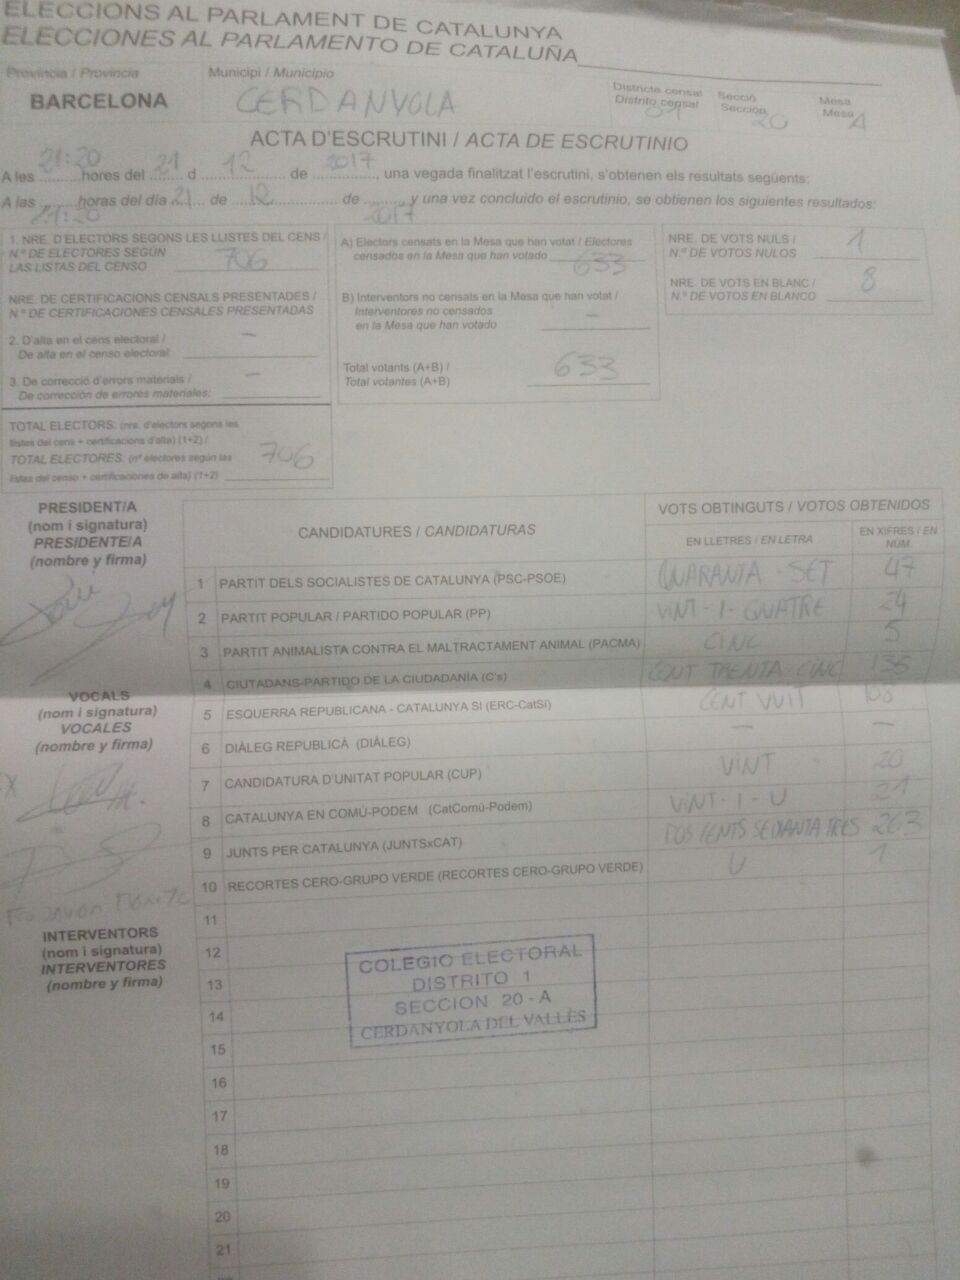 ELECCIONS AL PARLAMENT DE CATALUNYA
ELECCIONES AL PARLAMENTO DE CATALUÑA
Província / Provincia
BARCELONA
Municipi / Municipio
CERDANYOLA
Districte censal
Distrito censal
01
Secció
Sección
20
Mesa
Mesa A
ACTA D'ESCRUTINI / ACTA DE ESCRUTINIO
A les 21:20 hores del 21 d 12 de 2017, una vegada finalitzat l'escrutini, s'obtenen els resultats següents:
A las 21:20 horas del día 21 de 12 de 2017 y una vez concluido el escrutinio, se obtienen los siguientes resultados:
1. NRE. D'ELECTORS SEGONS LES LLISTES DEL CENS /
N.º DE ELECTORES SEGÚN
LAS LISTAS DEL CENSO 706
NRE. DE CERTIFICACIONS CENSALS PRESENTADES /
N.º DE CERTIFICACIONES CENSALES PRESENTADAS
2. D'alta en el cens electoral / –
De alta en el censo electoral:
3. De correcció d'errors materials / –
De corrección de errores materiales:
TOTAL ELECTORS: (nre. d'electors segons les
llistes del cens + certificacions d'alta) (1+2) /
TOTAL ELECTORES: (nº electores según las 706
listas del censo + certificaciones de alta) (1+2)
A) Electors censats en la Mesa que han votat / Electores
censados en la Mesa que han votado 633
B) Interventors no censats en la Mesa que han votat /
Interventores no censados –
en la Mesa que han votado
Total votants (A+B) / 633
Total votantes (A+B)
NRE. DE VOTS NULS / 1
N.º DE VOTOS NULOS
NRE. DE VOTS EN BLANC / 8
N.º DE VOTOS EN BLANCO
PRESIDENT/A
(nom i signatura)
PRESIDENTE/A
(nombre y firma)
VOCALS
(nom i signatura)
VOCALES
(nombre y firma)
X
INTERVENTORS
(nom i signatura)
INTERVENTORES
(nombre y firma)
CANDIDATURES / CANDIDATURAS
VOTS OBTINGUTS / VOTOS OBTENIDOS
EN LLETRES / EN LETRA
EN XIFRES / EN NÚM.
1 PARTIT DELS SOCIALISTES DE CATALUNYA (PSC-PSOE) QUARANTA - SET 47
2 PARTIT POPULAR / PARTIDO POPULAR (PP) VINT - I - QUATRE 24
3 PARTIT ANIMALISTA CONTRA EL MALTRACTAMENT ANIMAL (PACMA) CINC 5
4 CIUTADANS-PARTIDO DE LA CIUDADANÍA (C's) CENT TRENTA CINC 135
5 ESQUERRA REPUBLICANA - CATALUNYA SÍ (ERC-CatSí) CENT VUIT 108
6 DIÀLEG REPUBLICÀ (DIÀLEG) – –
7 CANDIDATURA D'UNITAT POPULAR (CUP) VINT 20
8 CATALUNYA EN COMÚ-PODEM (CatComú-Podem) VINT - I - U 21
9 JUNTS PER CATALUNYA (JUNTSxCAT) DOS CENTS SEIXANTA TRES 263
10 RECORTES CERO-GRUPO VERDE (RECORTES CERO-GRUPO VERDE) U 1
11
12
13
14
15
16
17
18
19
20
21
COLEGIO ELECTORAL
DISTRITO 1
SECCION 20 - A
CERDANYOLA DEL VALLÈS